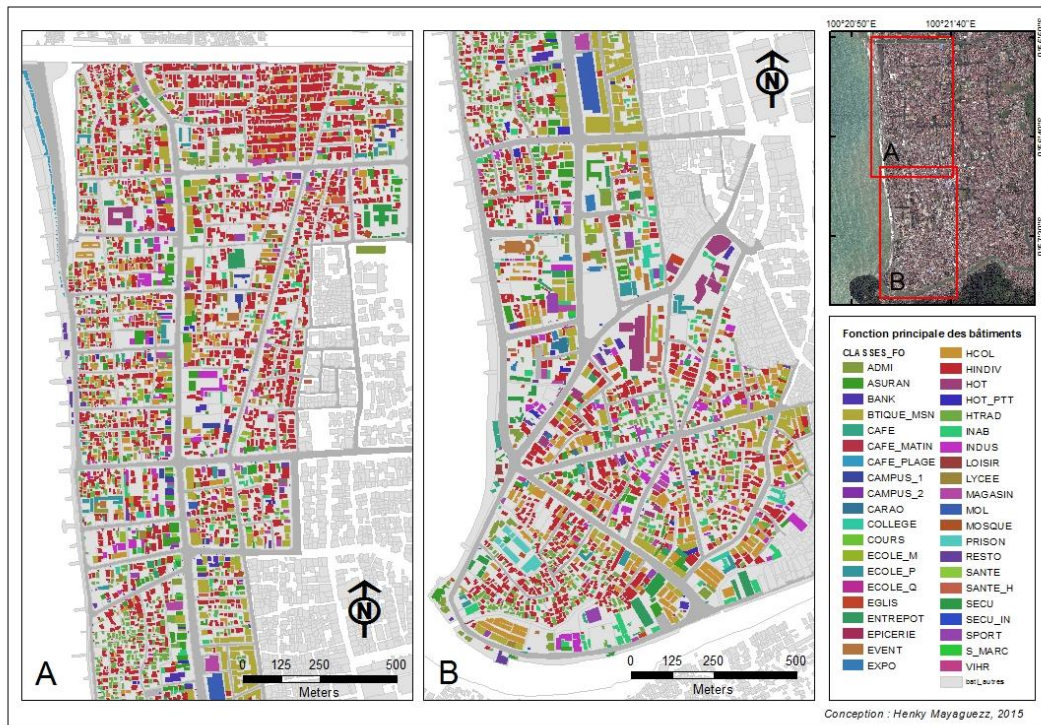 100°20'50"E
100°21'40"E
A
B
N
N
A
0 125 250 500
Meters
B
0 125 250 500
Meters
Fonction principale des bâtiments
CLASSES_FO
ADMI
ASURAN
BANK
BTIQUE_MSN
CAFE
CAFE_MATIN
CAFE_PLAGE
CAMPUS_1
CAMPUS_2
CARAO
COLLEGE
COURS
ECOLE_M
ECOLE_P
ECOLE_Q
EGLIS
ENTREPOT
EPICERIE
EVENT
EXPO
HCOL
HINDIV
HOT
HOT_PTT
HTRAD
INAB
INDUS
LOISIR
LYCEE
MAGASIN
MOL
MOSQUE
PRISON
RESTO
SANTE
SANTE_H
SECU
SECU_IN
SPORT
S_MARC
VIHR
bati_autres
Conception : Henky Mayaguezz, 2015